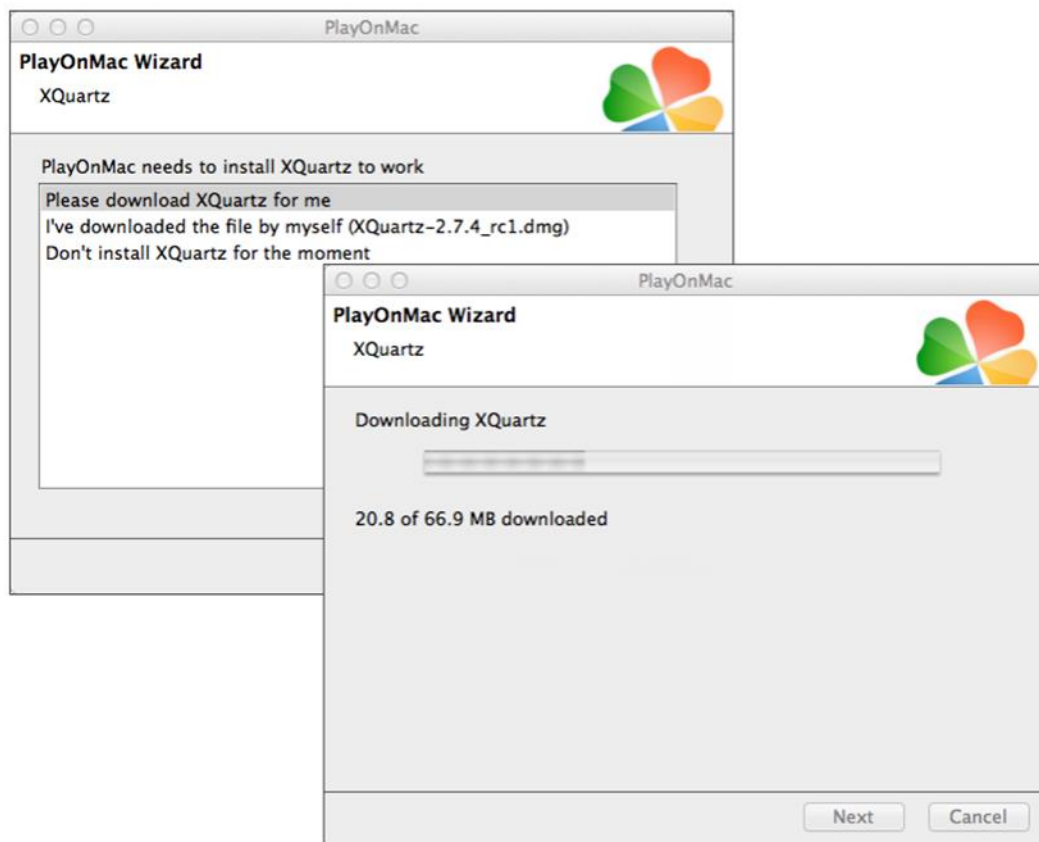 PlayOnMac
PlayOnMac Wizard
XQuartz
PlayOnMac needs to install XQuartz to work
Please download XQuartz for me
I've downloaded the file by myself (XQuartz-2.7.4_rc1.dmg)
Don't install XQuartz for the moment
PlayOnMac
PlayOnMac Wizard
XQuartz
Downloading XQuartz
20.8 of 66.9 MB downloaded
Next
Cancel